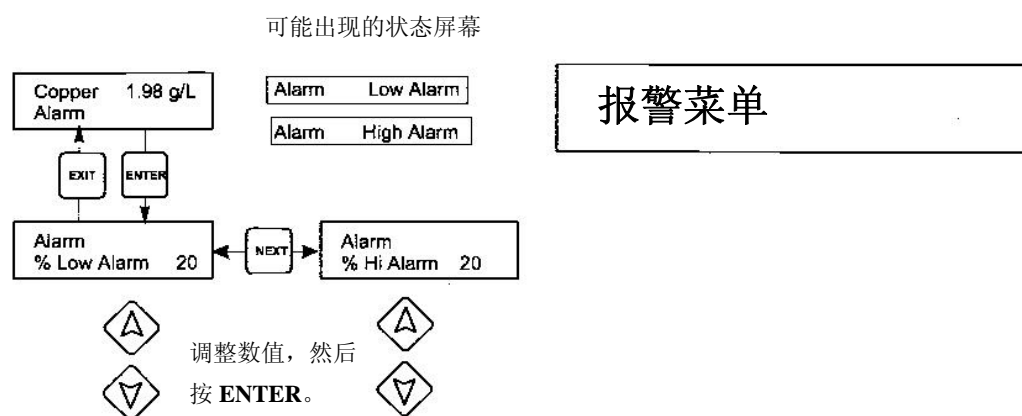 可能出现的状态屏幕
Copper 1.98 g/L
Alarm
Alarm Low Alarm
Alarm High Alarm
报警菜单
EXIT
ENTER
Alarm
% Low Alarm 20
NEXT
Alarm
% Hi Alarm 20
调整数值，然后
按 ENTER。